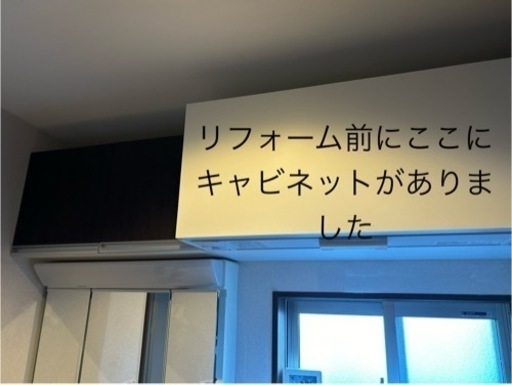 リフォーム前にここに
キャビネットがありま
した